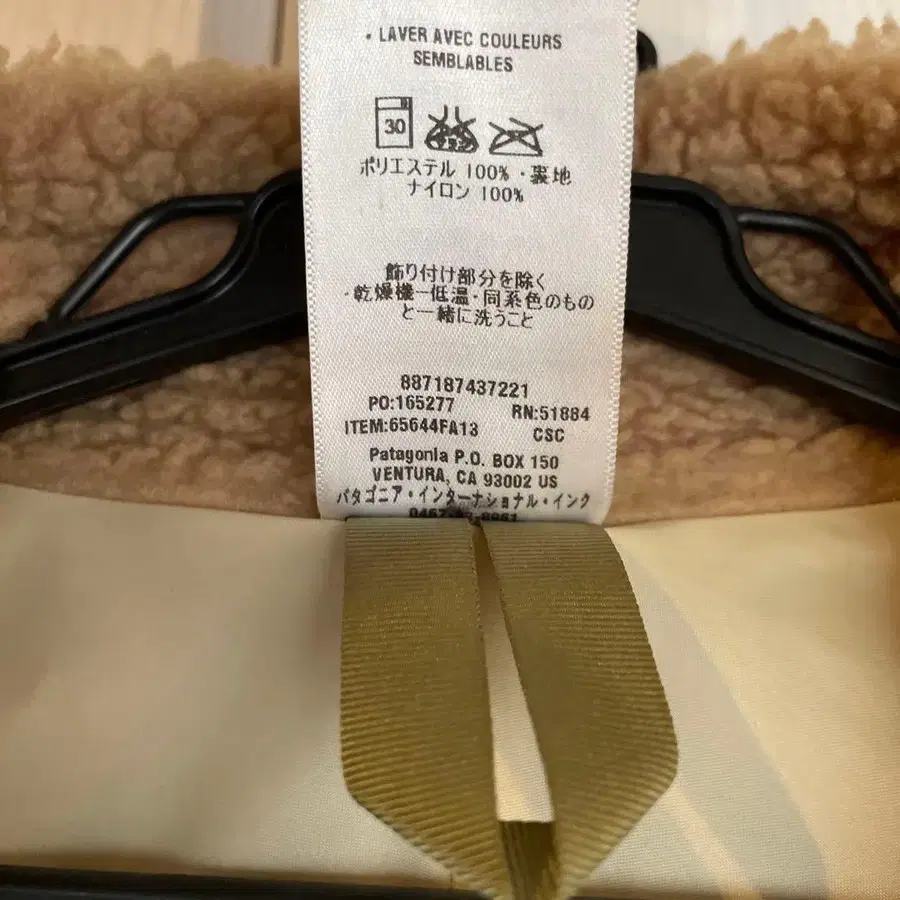 • LAVER AVEC COULEURS
SEMBLABLES
30
ポリエステル 100%・裏地
ナイロン 100%
飾り付け部分を除く
・乾燥機ー低温・同系色のもの
と一緒に洗うこと
887187437221
PO:165277 RN:51884
ITEM:65644FA13 CSC
Patagonia P.O. BOX 150
VENTURA, CA 93002 US
パタゴニア・インターナショナル・インク